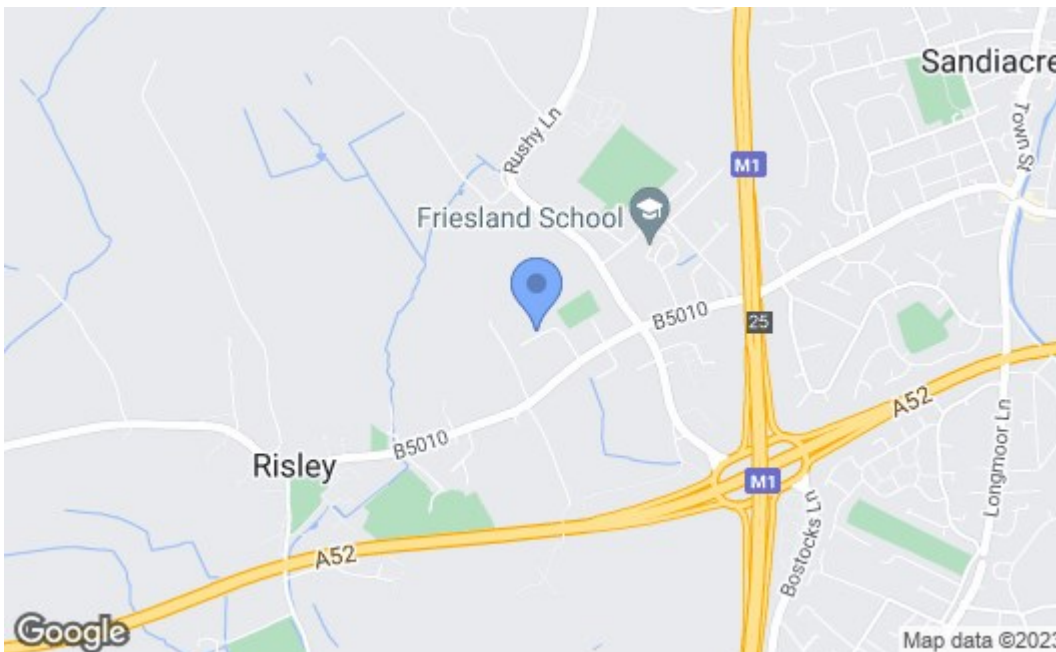 Sandiacre
Town St
Rushy Ln
M1
Friesland School
B5010
25
A52
B5010
Risley
M1
Longmoor Ln
Bostocks Ln
A52
Google
Map data ©2023